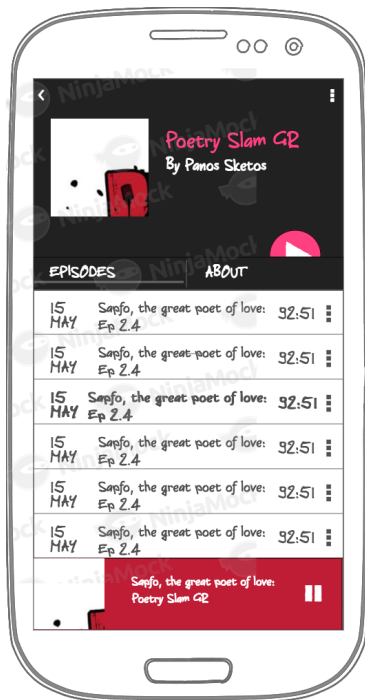 Poetry Slam GR
By Panos Sketos
EPISODES
ABOUT
15 MAY
Sapfo, the great poet of love:
Ep 2.4
92:51
15 MAY
Sapfo, the great poet of love:
Ep 2.4
92:51
15 MAY
Sapfo, the great poet of love:
Ep 2.4
92:51
15 MAY
Sapfo, the great poet of love:
Ep 2.4
92:51
15 MAY
Sapfo, the great poet of love:
Ep 2.4
92:51
15 MAY
Sapfo, the great poet of love:
Ep 2.4
92:51
Sapfo, the great poet of love:
Poetry Slam GR
NinjaMock